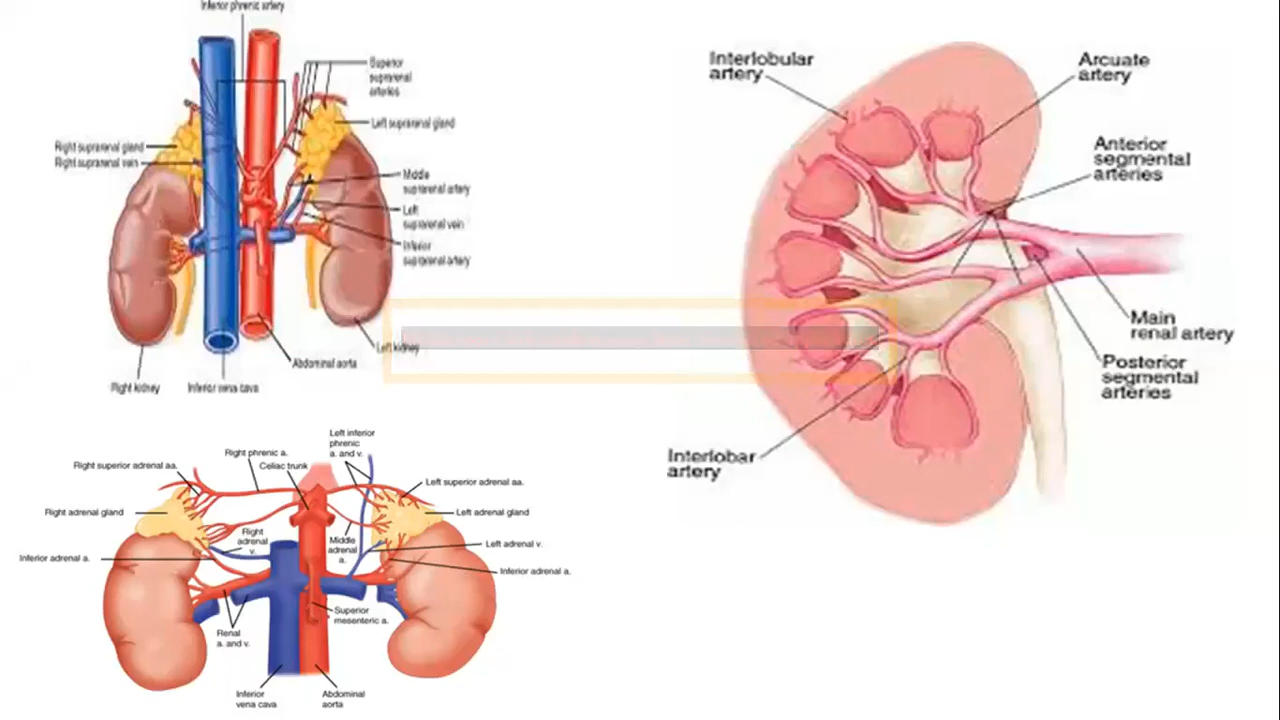 Inferior phrenic artery
Superior
suprarenal
arteries
Left suprarenal gland
Right suprarenal gland
Right suprarenal vein
Middle
suprarenal artery
Left
suprarenal vein
Inferior
suprarenal artery
Left kidney
Abdominal aorta
Right kidney
Inferior vena cava
Interlobular
artery
Arcuate
artery
Anterior
segmental
arteries
Main
renal artery
Posterior
segmental
arteries
Interlobar
artery
Left inferior
phrenic
a. and v.
Right phrenic a.
Celiac trunk
Right superior adrenal aa.
Left superior adrenal aa.
Right adrenal gland
Left adrenal gland
Right
adrenal
v.
Middle
adrenal
a.
Left adrenal v.
Inferior adrenal a.
Inferior adrenal a.
Superior
mesenteric a.
Renal
a. and v.
Inferior
vena cava
Abdominal
aorta